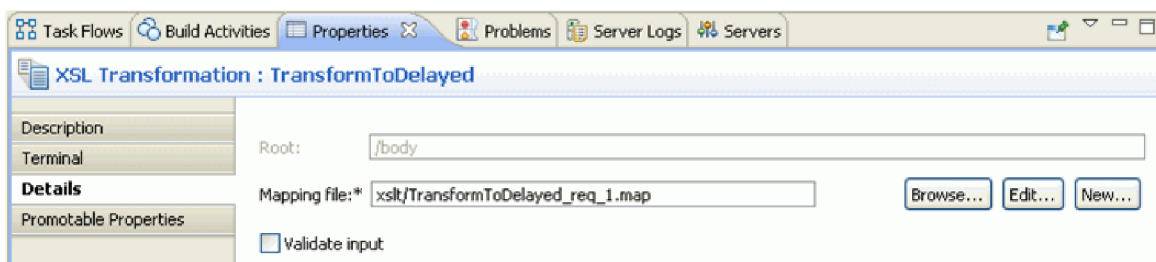 Task Flows Build Activities Properties Problems Server Logs Servers
XSL Transformation : TransformToDelayed
Description
Terminal
Details
Promotable Properties
Root: /body
Mapping file:* xslt/TransformToDelayed_req_1.map Browse... Edit... New...
Validate input